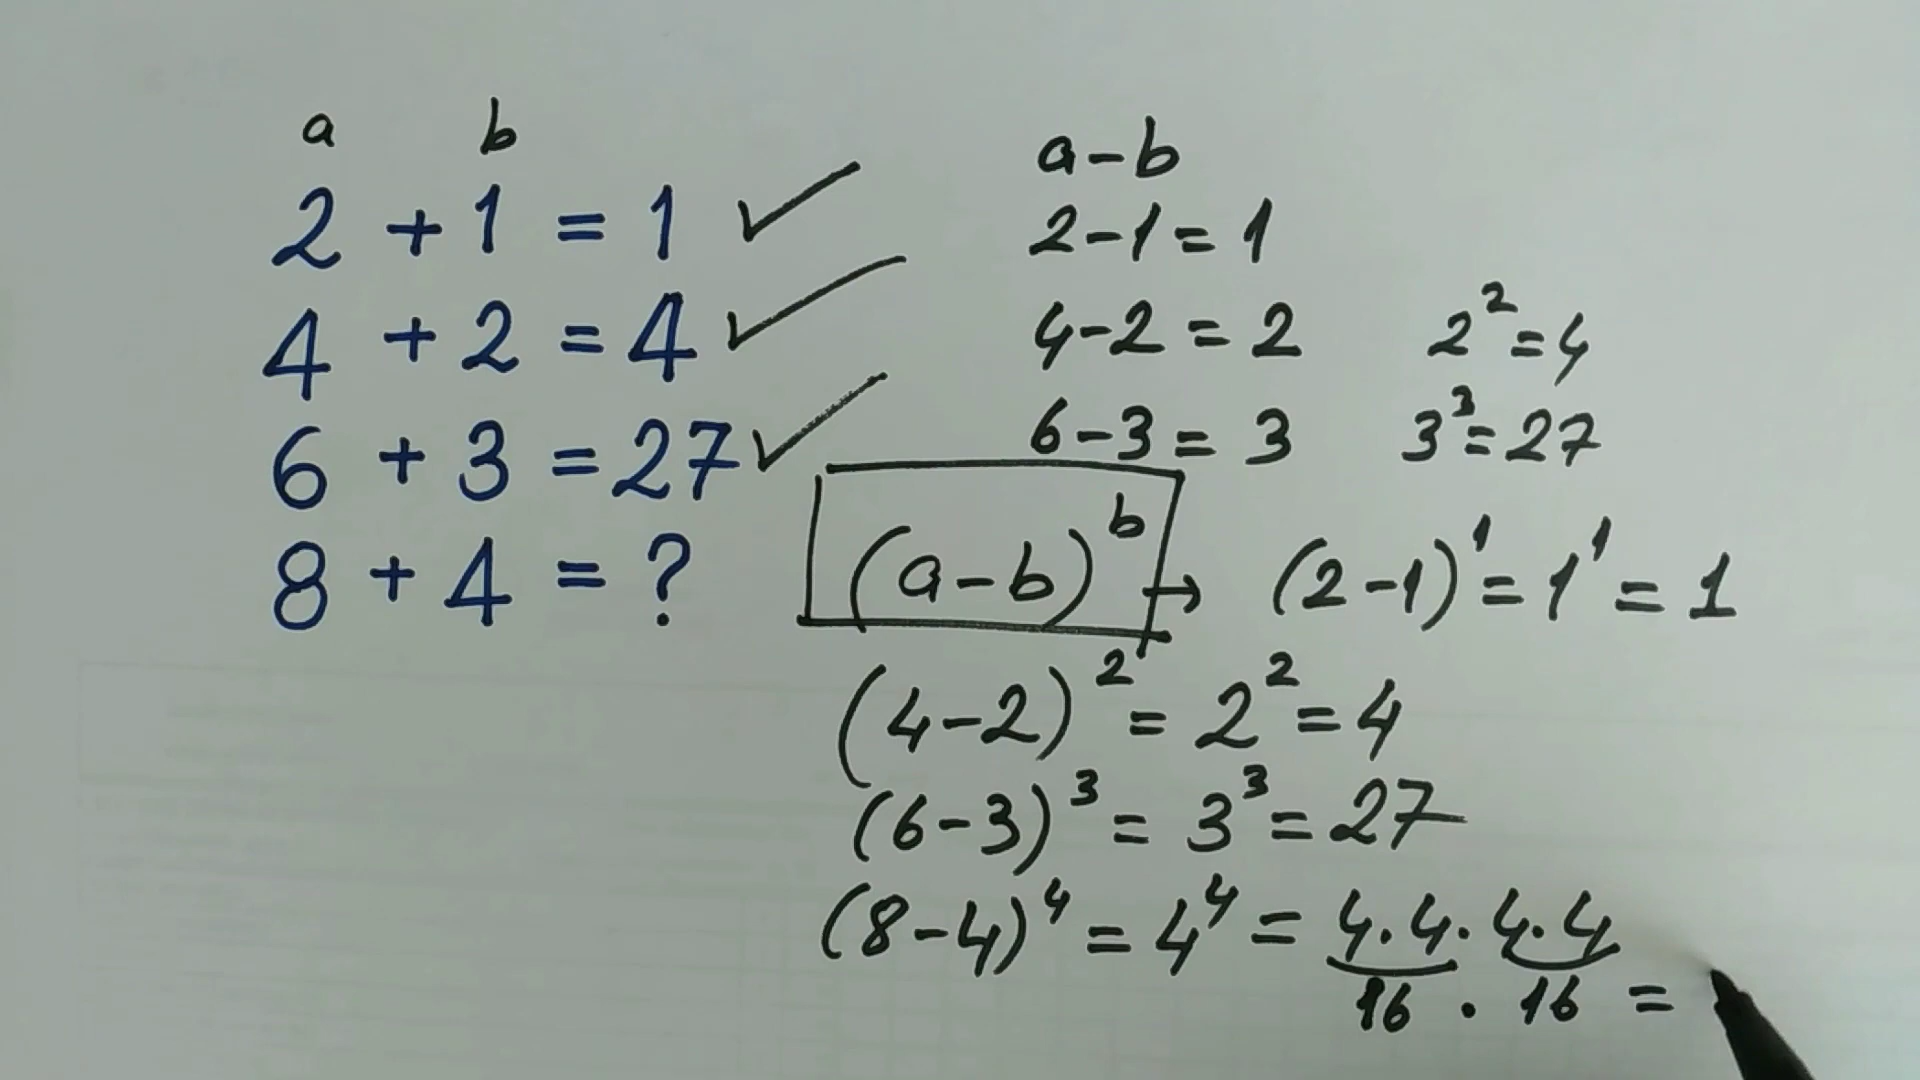 a b
2 + 1 = 1 ✓
4 + 2 = 4 ✓
6 + 3 = 27 ✓
8 + 4 = ?
a - b
2 - 1 = 1
4 - 2 = 2 2² = 4
6 - 3 = 3 3³ = 27
(a - b)ᵇ → (2 - 1)¹ = 1¹ = 1
(4 - 2)² = 2² = 4
(6 - 3)³ = 3³ = 27
(8 - 4)⁴ = 4⁴ = 4 . 4 . 4 . 4
16 . 16 =